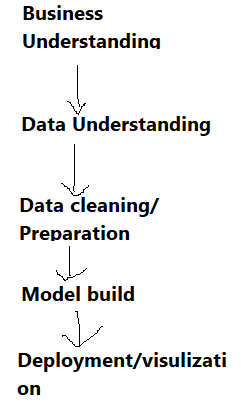 Business
Understanding
Data Understanding
Data cleaning/
Preparation
Model build
Deployment/visulizati
on